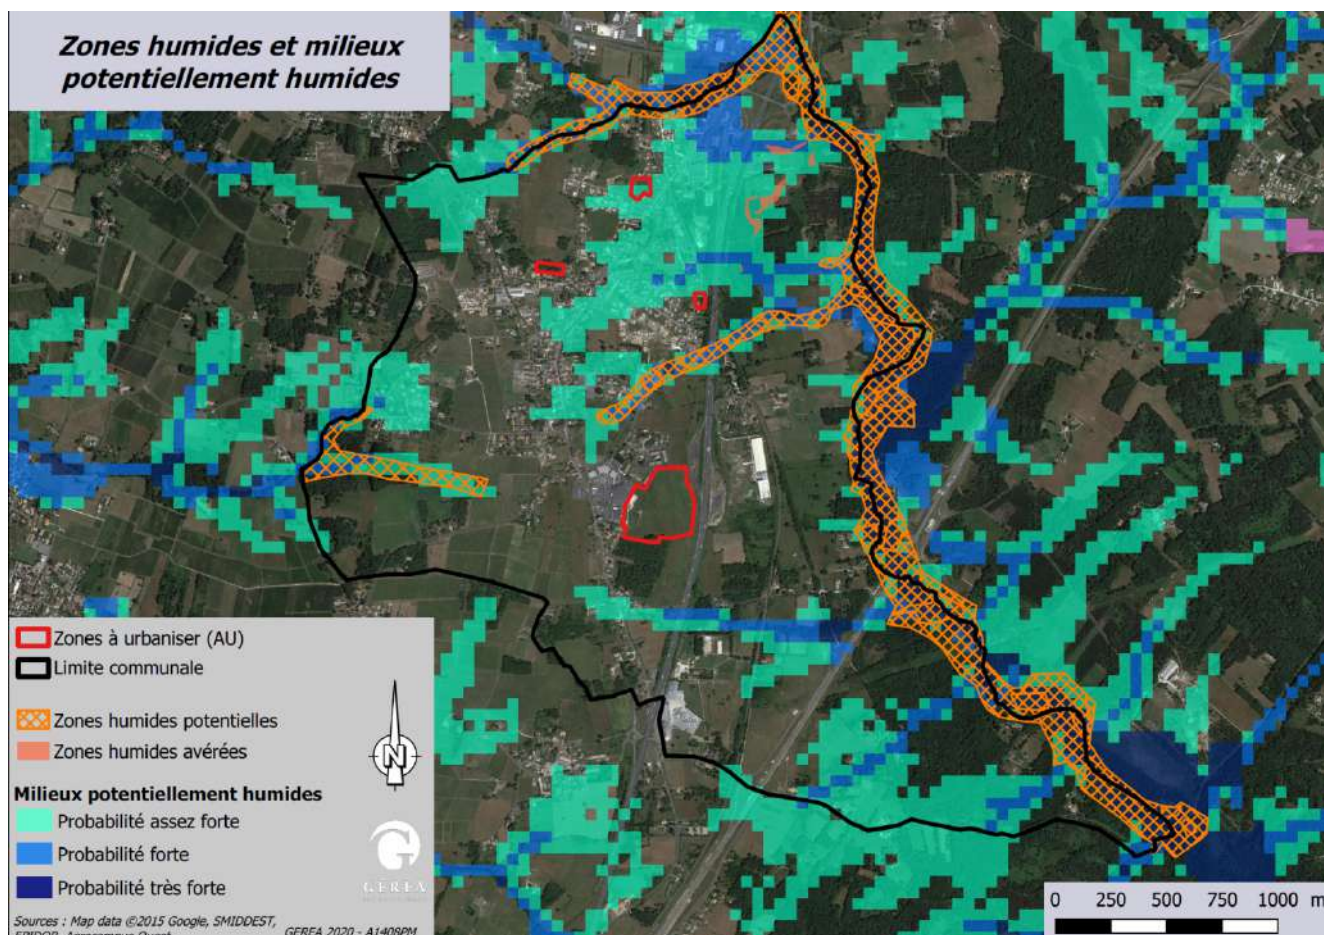 Zones humides et milieux
potentiellement humides
Zones à urbaniser (AU)
Limite communale
Zones humides potentielles
Zones humides avérées
N
Milieux potentiellement humides
Probabilité assez forte
Probabilité forte
Probabilité très forte
GEREA
Sources : Map data ©2015 Google, SMIDDEST,
GEREA 2020 - A1408PM
0 250 500 750 1000 m